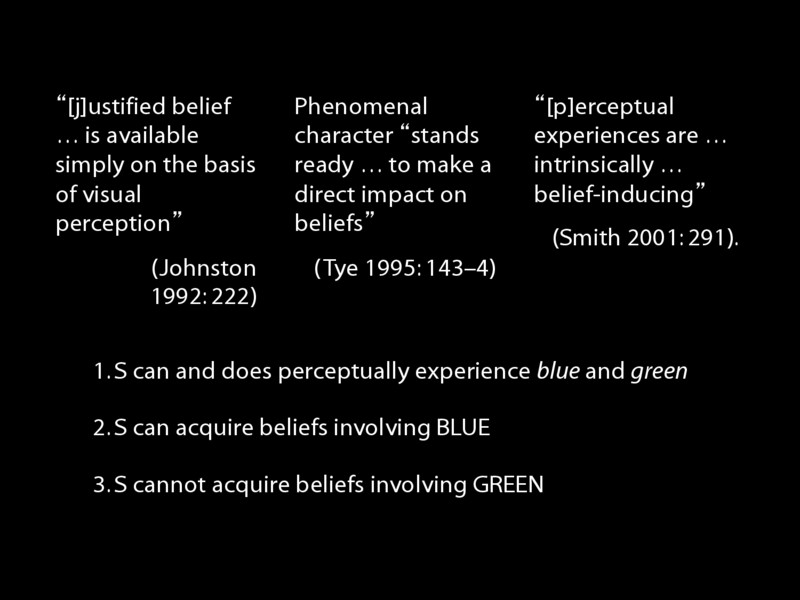 “[j]ustified belief
… is available
simply on the basis
of visual
perception”
(Johnston
1992: 222)
Phenomenal
character “stands
ready … to make a
direct impact on
beliefs”
(Tye 1995: 143–4)
“[p]erceptual
experiences are …
intrinsically …
belief-inducing”
(Smith 2001: 291).
1. S can and does perceptually experience blue and green
2. S can acquire beliefs involving BLUE
3. S cannot acquire beliefs involving GREEN